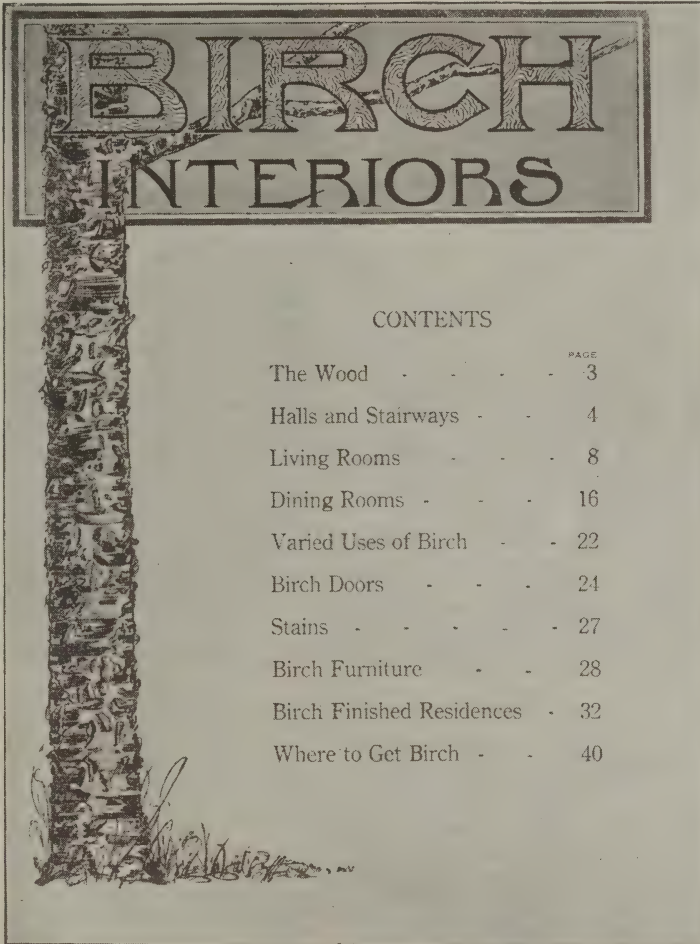 BIRCH
INTERIORS
CONTENTS
PAGE
The Wood - - - - 3
Halls and Stairways - - 4
Living Rooms - - - 8
Dining Rooms - - - 16
Varied Uses of Birch - - 22
Birch Doors - - - 24
Stains - - - - - 27
Birch Furniture - - 28
Birch Finished Residences - 32
Where to Get Birch - - 40